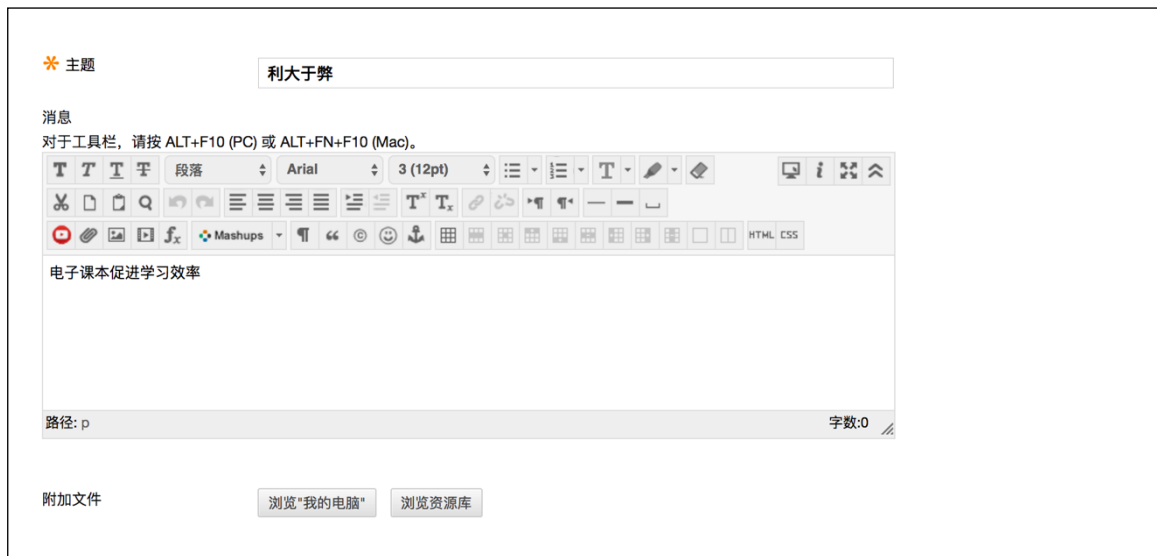 * 主题
利大于弊
消息
对于工具栏，请按 ALT+F10 (PC) 或 ALT+FN+F10 (Mac)。
T T T T 段落 Arial 3 (12pt) T
Tˣ Tₓ ¶ ¶
fx Mashups ¶ “ © HTML CSS
电子课本促进学习效率
路径: p 字数:0
附加文件 浏览"我的电脑" 浏览资源库